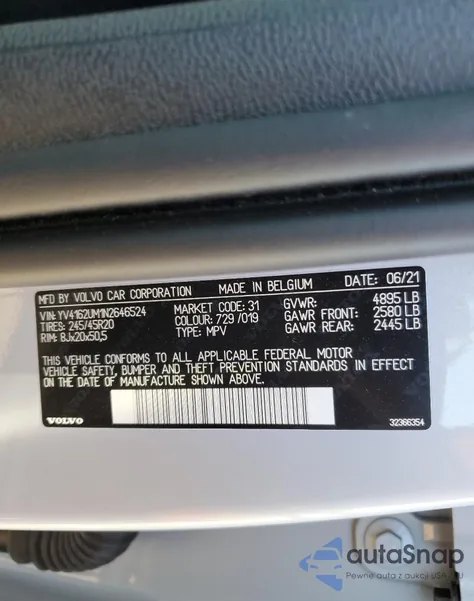 MFD BY VOLVO CAR CORPORATION MADE IN BELGIUM DATE: 06/21
VIN: YV4162UM1N2646524 MARKET CODE: 31 GVWR: 4895 LB
TIRES: 245/45R20 COLOUR: 729 /019 GAWR FRONT: 2580 LB
RIM: 8Jx20x50,5 TYPE: MPV GAWR REAR: 2445 LB
THIS VEHICLE CONFORMS TO ALL APPLICABLE FEDERAL MOTOR
VEHICLE SAFETY, BUMPER, AND THEFT PREVENTION STANDARDS IN EFFECT
ON THE DATE OF MANUFACTURE SHOWN ABOVE.
VOLVO 32366354
autoSnap